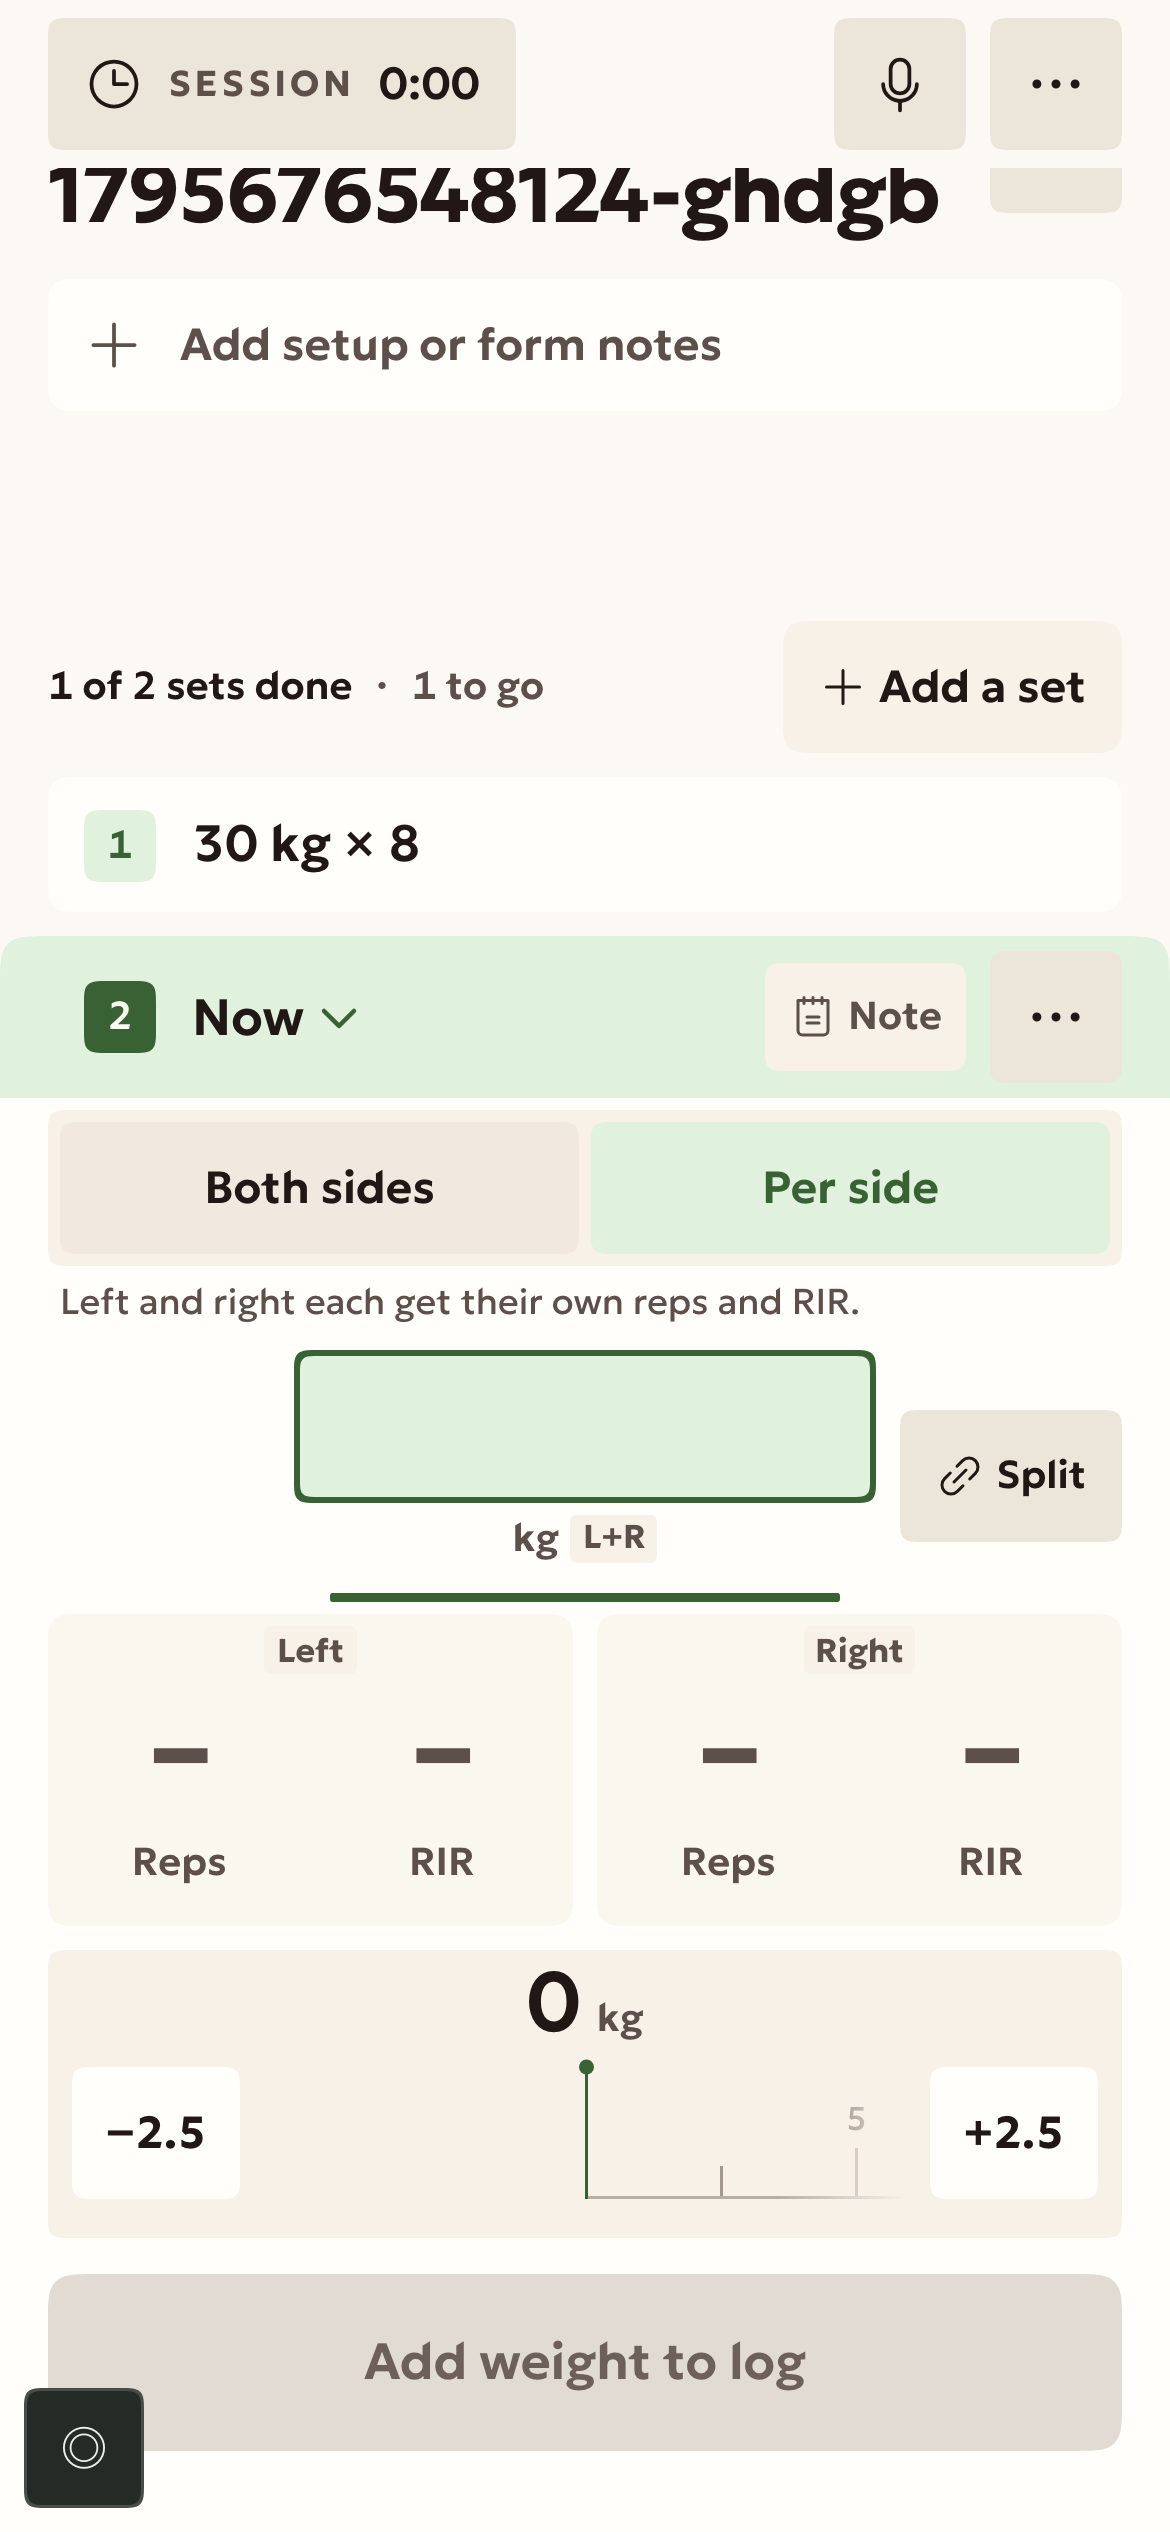 SESSION 0:00
1795676548124-ghdgb
Add setup or form notes
1 of 2 sets done · 1 to go
+ Add a set
1 30 kg × 8
2 Now
Note
Both sides
Per side
Left and right each get their own reps and RIR.
Split
kg L+R
Left
Right
Reps
RIR
Reps
RIR
0 kg
−2.5
5
+2.5
Add weight to log